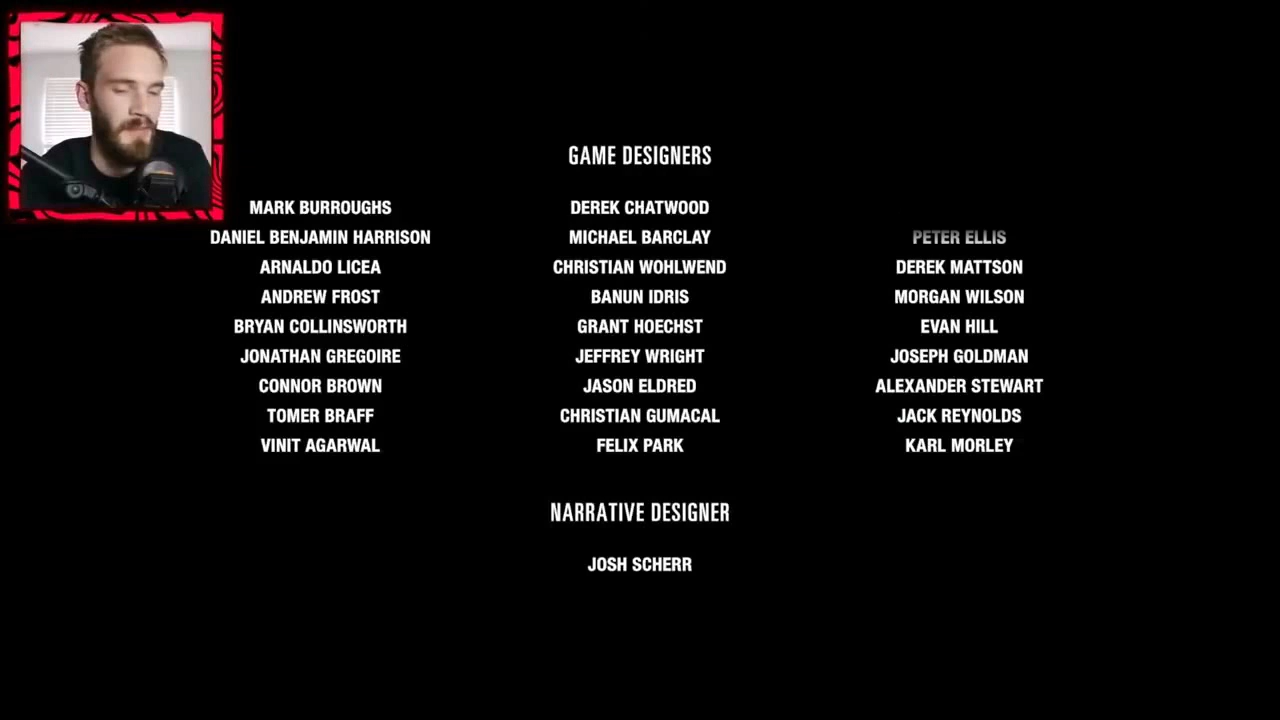 GAME DESIGNERS
MARK BURROUGHS
DANIEL BENJAMIN HARRISON
ARNALDO LICEA
ANDREW FROST
BRYAN COLLINSWORTH
JONATHAN GREGOIRE
CONNOR BROWN
TOMER BRAFF
VINIT AGARWAL
DEREK CHATWOOD
MICHAEL BARCLAY
CHRISTIAN WOHLWEND
BANUN IDRIS
GRANT HOECHST
JEFFREY WRIGHT
JASON ELDRED
CHRISTIAN GUMACAL
FELIX PARK
PETER ELLIS
DEREK MATTSON
MORGAN WILSON
EVAN HILL
JOSEPH GOLDMAN
ALEXANDER STEWART
JACK REYNOLDS
KARL MORLEY
NARRATIVE DESIGNER
JOSH SCHERR